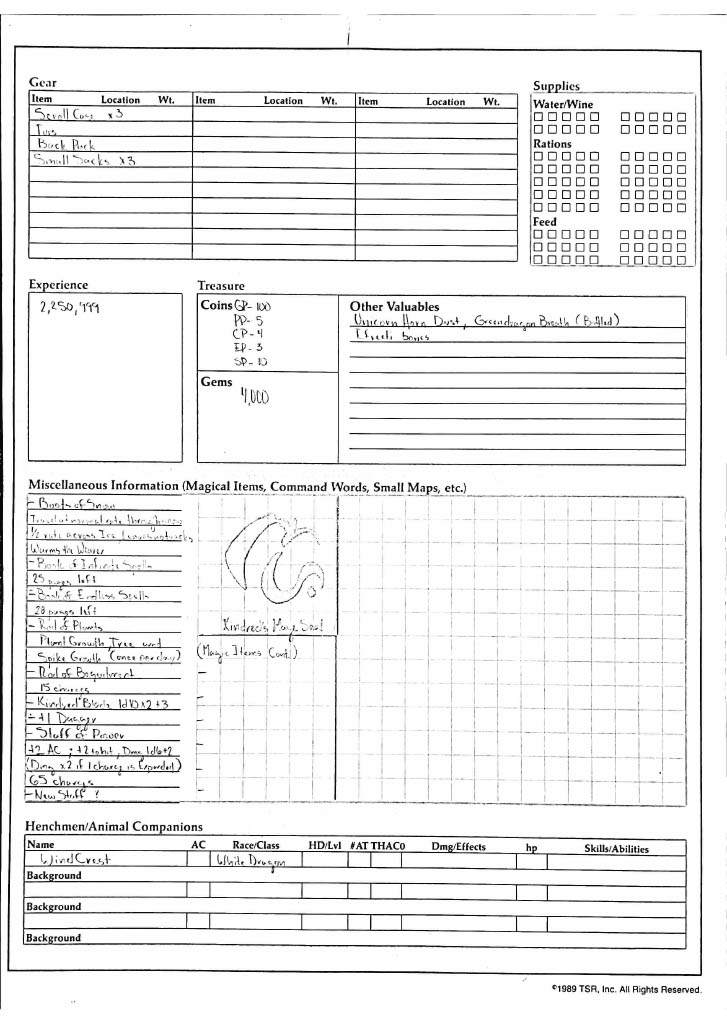 Gear
Supplies
Item Location Wt. Item Location Wt. Item Location Wt.
Scroll Case x3
Back Pack
Small Sacks x3
Water/Wine
Rations
Feed
Experience
2,250,999
Treasure
Coins GP- 100
PP- 5
CP- 4
EP- 3
SP- 10
Gems
4,000
Other Valuables
Unicorn Horn Dust, Greendragon Breath (Bottled)
bones
Miscellaneous Information (Magical Items, Command Words, Small Maps, etc.)
- Boots of Snow
Travel at normal rate through snow
1/2 rate across Ice Leaves no tracks
Warms the Wearer
- Book of Infinite Spells
25 pages left
- Book of Endless Spells
28 pages left
- Rod of Plants
Plant Growth, Tree and
Spike Growth (once per day)
- Rod of Beguilment
15 charges
- Kindred Blade 1d10x2+3
- +1 Dagger
- Staff of Power
+2 AC ; +2 to hit, Dmg 1d6+2
(Dmg x2 if 1 charge is Expended)
65 charges
- New Staff ?
Kindred's Mage Seal
(Magic Items Cont.)
Henchmen/Animal Companions
Name AC Race/Class HD/Lvl #AT THAC0 Dmg/Effects hp Skills/Abilities
WindCrest White Dragon
Background
Background
Background
©1989 TSR, Inc. All Rights Reserved.